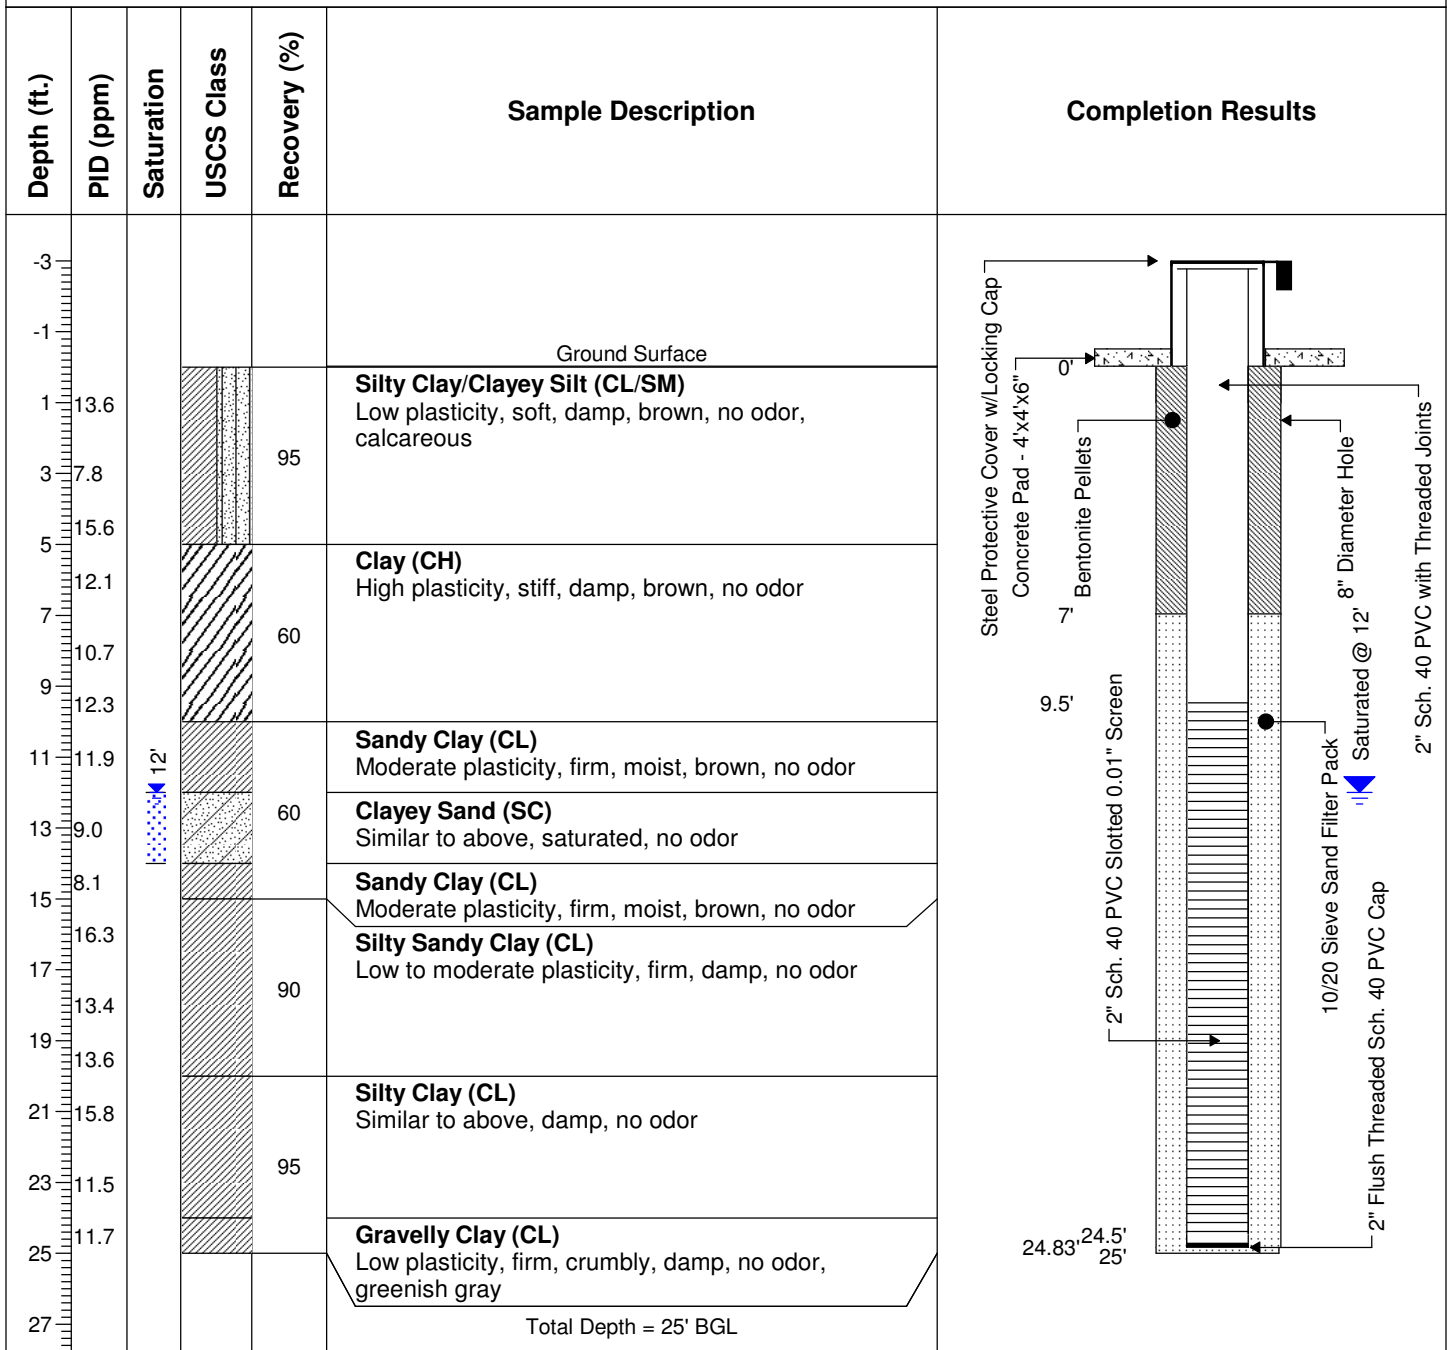 Depth (ft.)
PID (ppm)
Saturation
USCS Class
Recovery (%)
Sample Description
Completion Results
-3
-1
1
3
5
7
9
11
13
15
17
19
21
23
25
27
13.6
7.8
15.6
12.1
10.7
12.3
11.9
9.0
8.1
16.3
13.4
13.6
15.8
11.5
11.7
12'
95
60
60
90
95
Ground Surface
Silty Clay/Clayey Silt (CL/SM)
Low plasticity, soft, damp, brown, no odor,
calcareous
Clay (CH)
High plasticity, stiff, damp, brown, no odor
Sandy Clay (CL)
Moderate plasticity, firm, moist, brown, no odor
Clayey Sand (SC)
Similar to above, saturated, no odor
Sandy Clay (CL)
Moderate plasticity, firm, moist, brown, no odor
Silty Sandy Clay (CL)
Low to moderate plasticity, firm, damp, no odor
Silty Clay (CL)
Similar to above, damp, no odor
Gravelly Clay (CL)
Low plasticity, firm, crumbly, damp, no odor,
greenish gray
Total Depth = 25' BGL
Steel Protective Cover w/Locking Cap
Concrete Pad - 4'x4'x6"
Bentonite Pellets
0'
7'
9.5'
2" Sch. 40 PVC Slotted 0.01" Screen
24.5'
24.83'
25'
10/20 Sieve Sand Filter Pack
8" Diameter Hole
Saturated @ 12'
2" Flush Threaded Sch. 40 PVC Cap
2" Sch. 40 PVC with Threaded Joints